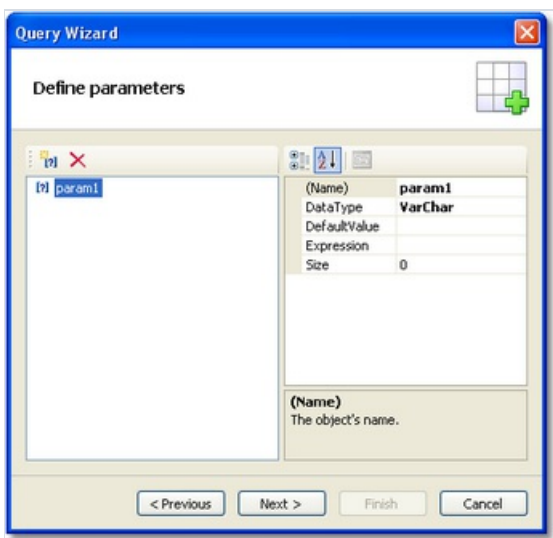 Query Wizard
Define parameters
param1
(Name) param1
DataType VarChar
DefaultValue
Expression
Size 0
(Name)
The object's name.
< Previous Next > Finish Cancel